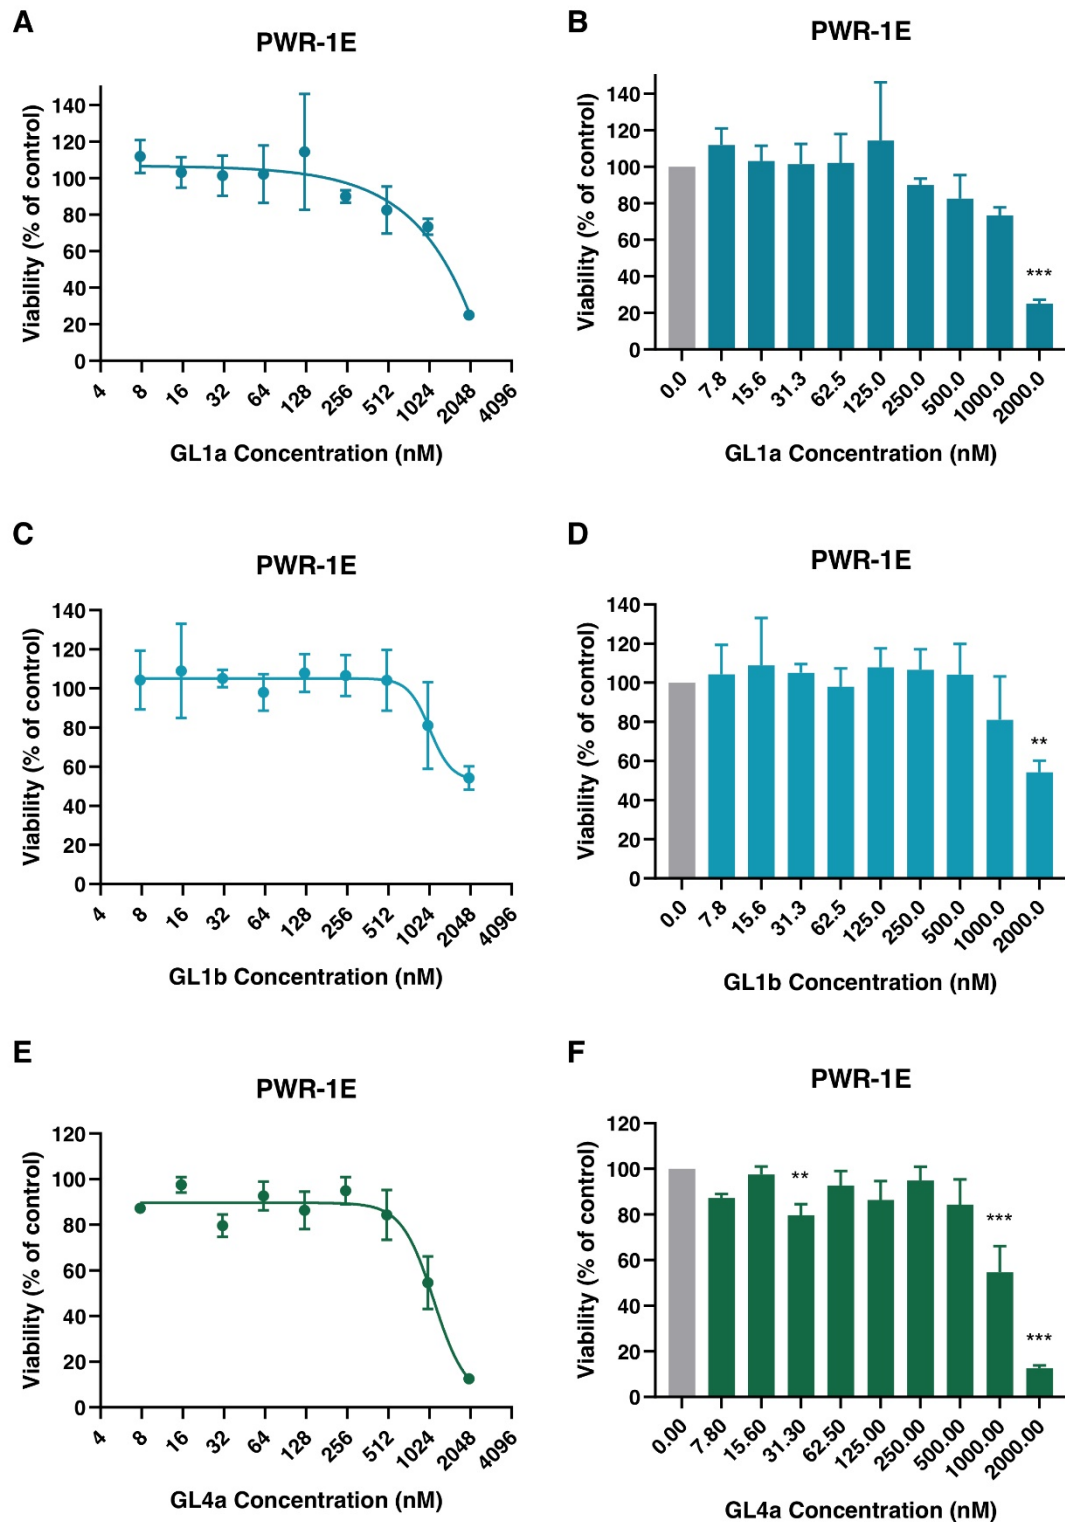 A
PWR-1E
Viability (% of control)
140
120
100
80
60
40
20
0
4 8 16 32 64 128 256 512 1024 2048 4096
GL1a Concentration (nM)
B
PWR-1E
Viability (% of control)
140
120
100
80
60
40
20
0
***
0.0 7.8 15.6 31.3 62.5 125.0 250.0 500.0 1000.0 2000.0
GL1a Concentration (nM)
C
PWR-1E
Viability (% of control)
140
120
100
80
60
40
20
0
4 8 16 32 64 128 256 512 1024 2048 4096
GL1b Concentration (nM)
D
PWR-1E
Viability (% of control)
140
120
100
80
60
40
20
0
**
0.0 7.8 15.6 31.3 62.5 125.0 250.0 500.0 1000.0 2000.0
GL1b Concentration (nM)
E
PWR-1E
Viability (% of control)
120
100
80
60
40
20
0
4 8 16 32 64 128 256 512 1024 2048 4096
GL4a Concentration (nM)
F
PWR-1E
Viability (% of control)
120
100
80
60
40
20
0
** *** ***
0.00 7.80 15.60 31.30 62.50 125.00 250.00 500.00 1000.00 2000.00
GL4a Concentration (nM)